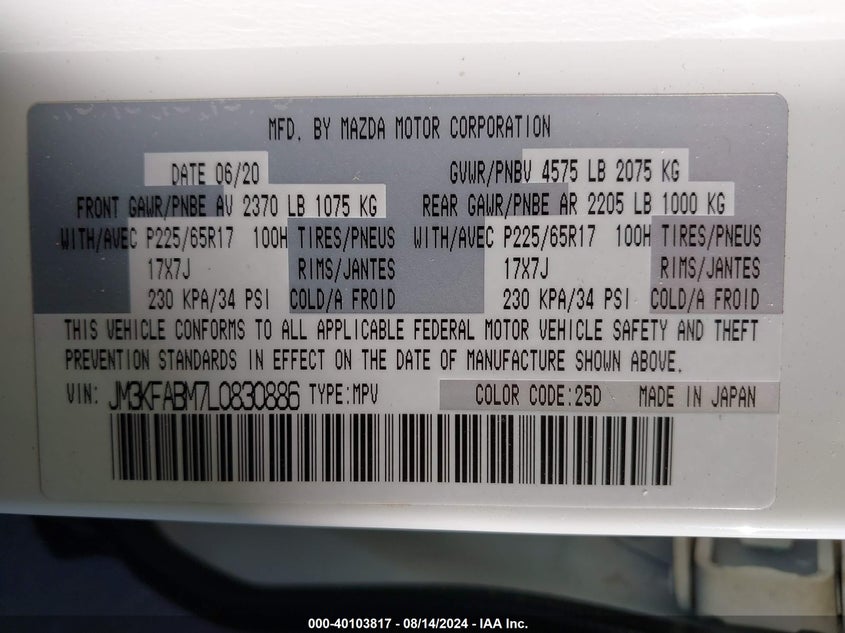 MFD. BY MAZDA MOTOR CORPORATION
DATE 06/20 GVWR/PNBV 4575 LB 2075 KG
FRONT GAWR/PNBE AV 2370 LB 1075 KG REAR GAWR/PNBE AR 2205 LB 1000 KG
WITH/AVEC P225/65R17 100H TIRES/PNEUS WITH/AVEC P225/65R17 100H TIRES/PNEUS
17X7J RIMS/JANTES 17X7J RIMS/JANTES
230 KPA/34 PSI COLD/A FROID 230 KPA/34 PSI COLD/A FROID
THIS VEHICLE CONFORMS TO ALL APPLICABLE FEDERAL MOTOR VEHICLE SAFETY AND THEFT
PREVENTION STANDARDS IN EFFECT ON THE DATE OF MANUFACTURE SHOWN ABOVE.
VIN: JM3KFABM7L0830886 TYPE:MPV COLOR CODE:25D MADE IN JAPAN
000-40103817 - 08/14/2024 - IAA Inc.